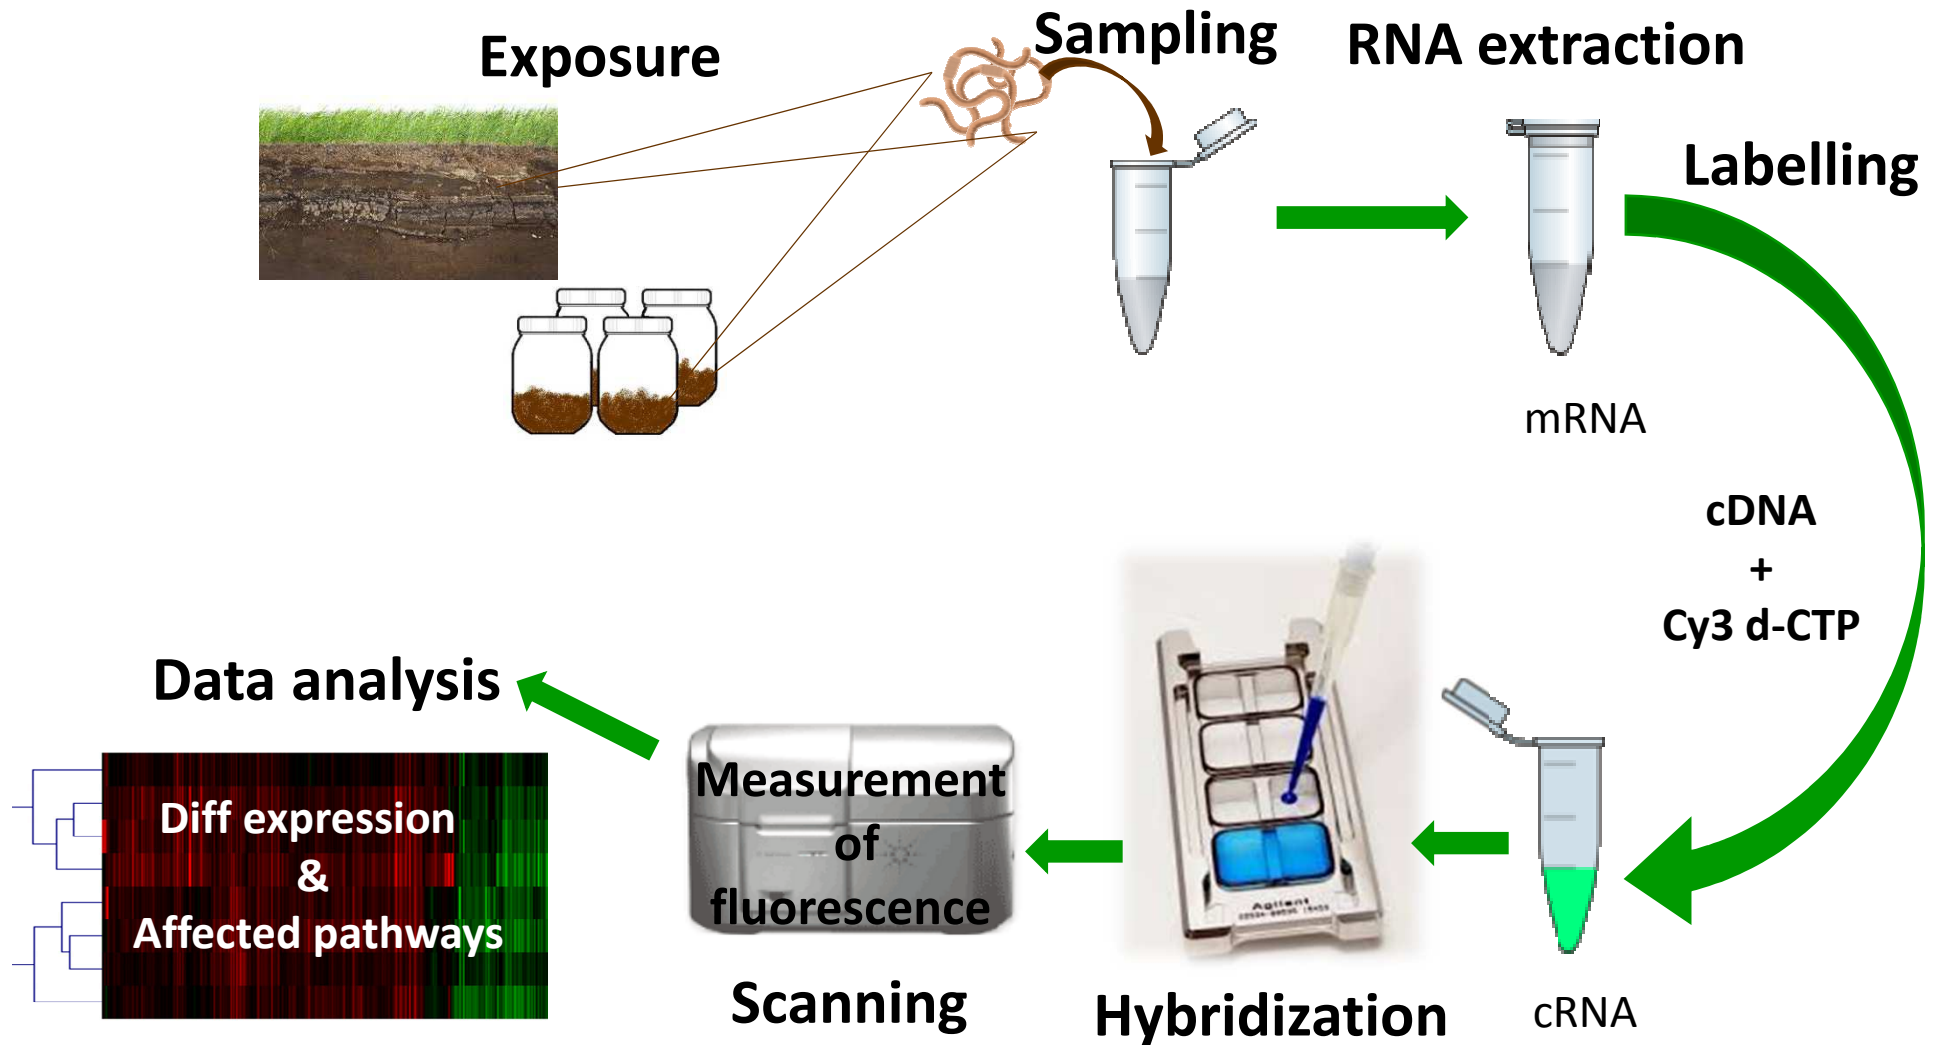 Exposure
Sampling
RNA extraction
Labelling
mRNA
cDNA
+
Cy3 d-CTP
cRNA
Hybridization
Agilent
Measurement
of
fluorescence
Scanning
Data analysis
Diff expression
&
Affected pathways